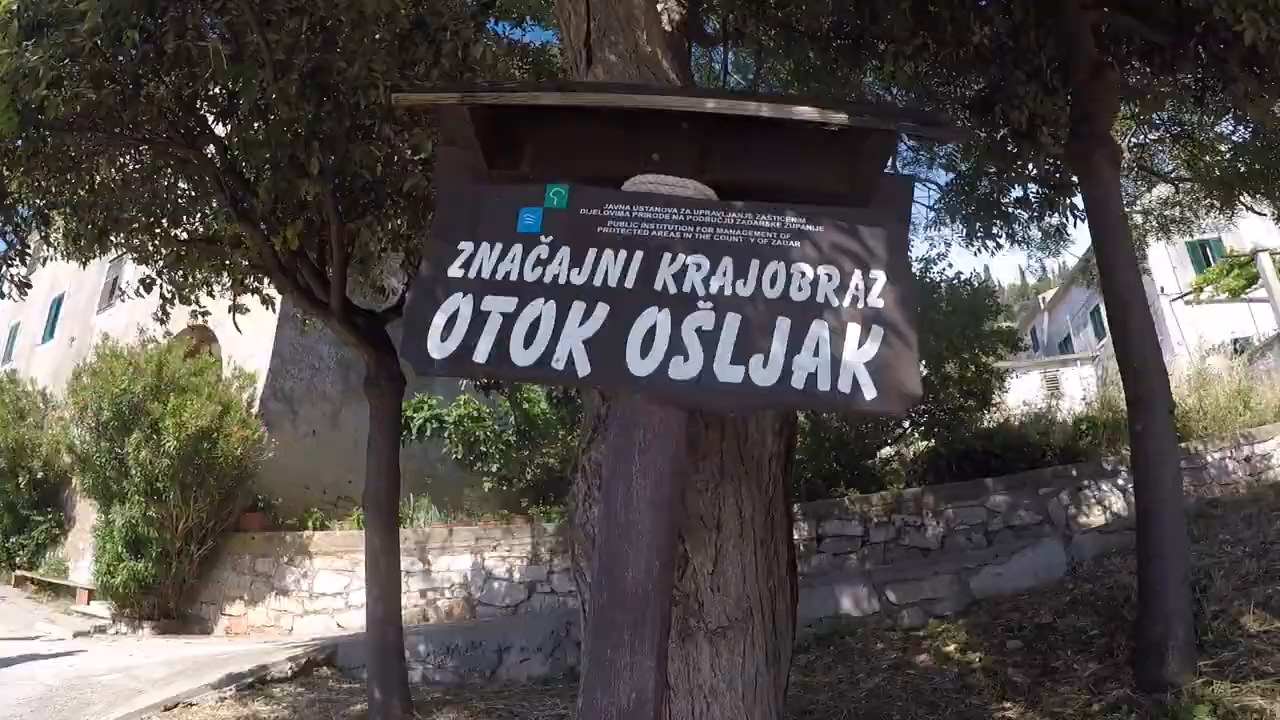 JAVNA USTANOVA ZA UPRAVLJANJE ZAŠTIĆENIM
DIJELOVIMA PRIRODE NA PODRUČJU ZADARSKE ŽUPANIJE
PUBLIC INSTITUTION FOR MANAGEMENT OF
PROTECTED AREAS IN THE COUNT Y OF ZADAR
ZNAČAJNI KRAJOBRAZ
OTOK OŠLJAK